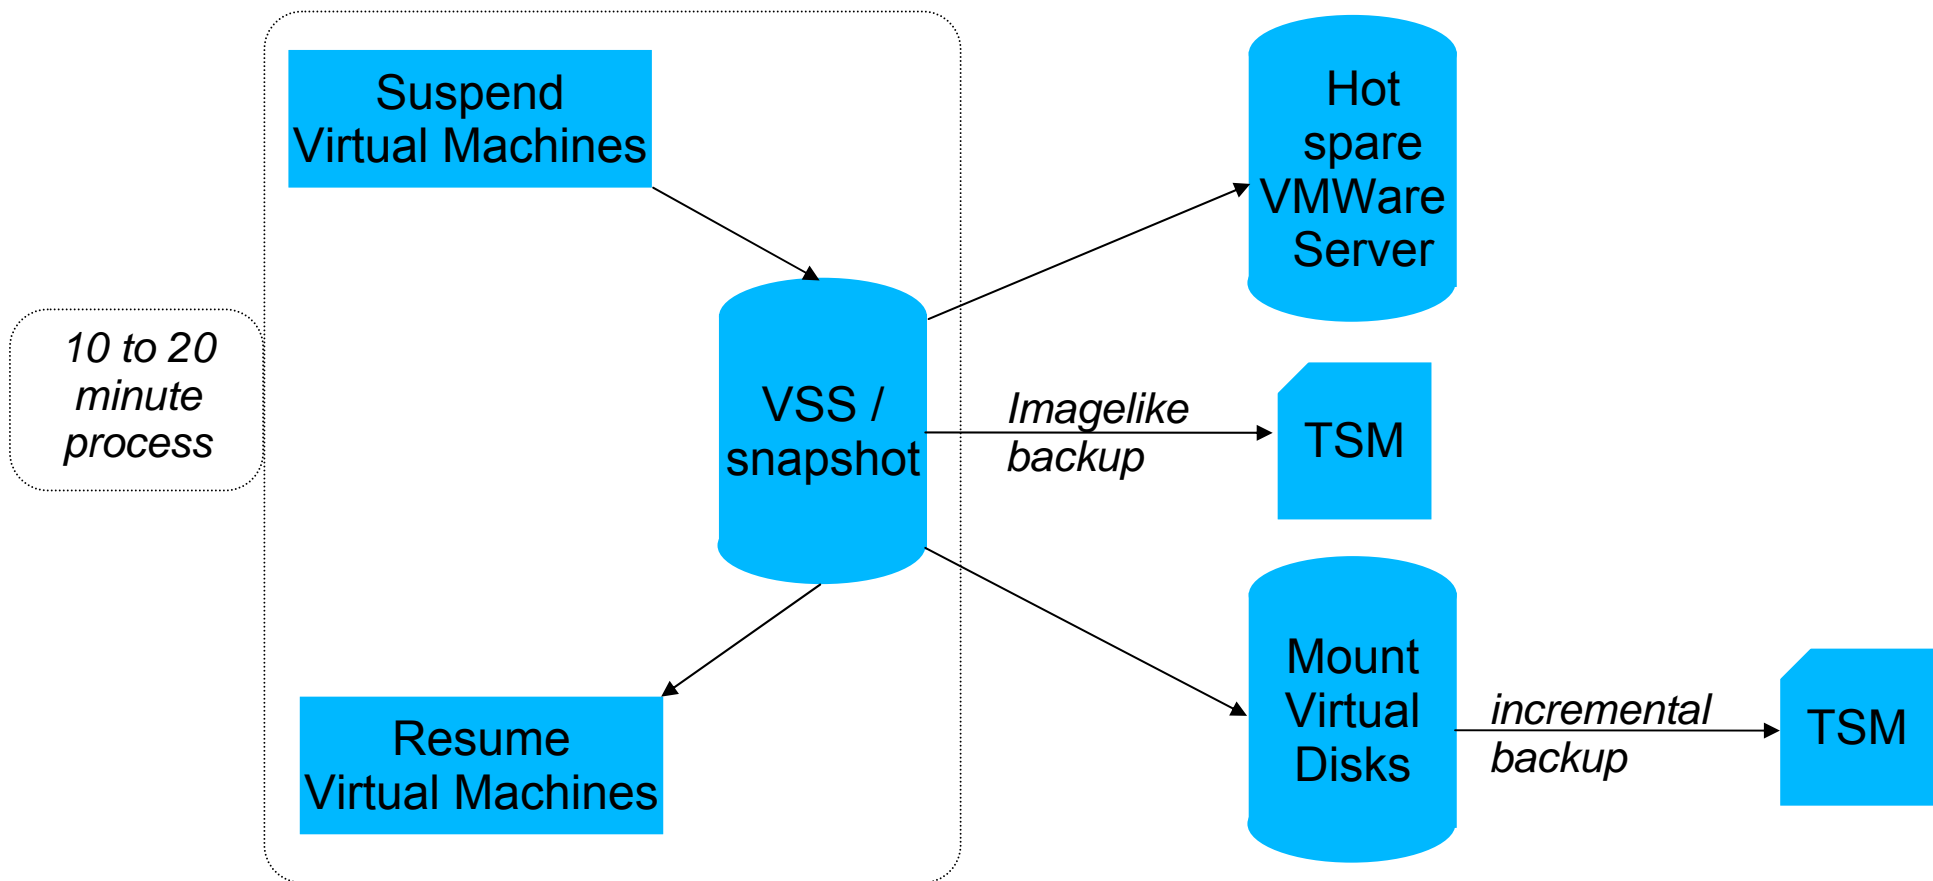 Suspend
Virtual Machines
Hot
spare
VMWare
Server
10 to 20
minute
process
VSS /
snapshot
Imagelike
backup
TSM
Resume
Virtual Machines
Mount
Virtual
Disks
incremental
backup
TSM